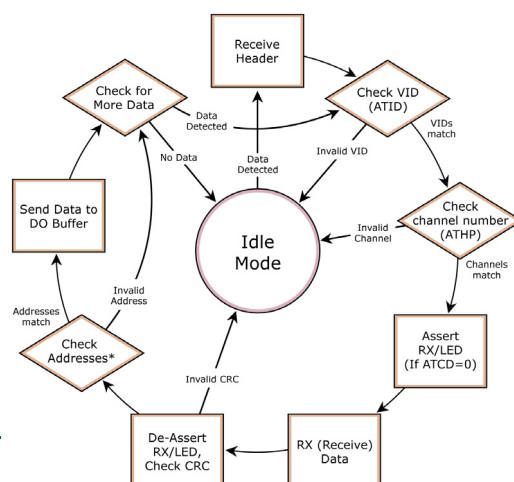 Receive
Header
Check for
More Data
Check VID
(ATID)
Data
Detected
VIDs
match
No Data
Invalid VID
Data
Detected
Send Data to
DO Buffer
Check
channel number
(ATHP)
Idle
Mode
Invalid
Channel
Channels
match
Invalid
Address
Addresses
match
Assert
RX/LED
(If ATCD=0)
Check
Addresses*
Invalid CRC
De-Assert
RX/LED,
Check CRC
RX (Receive)
Data